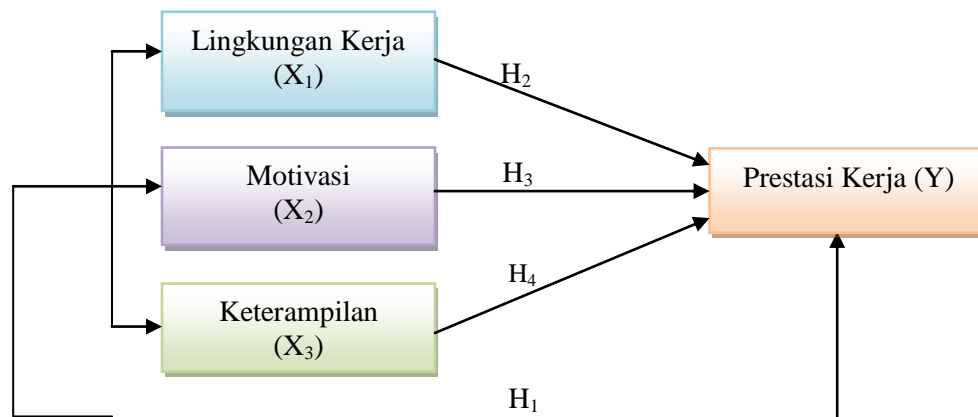 Lingkungan Kerja
(X₁)
H₂
Motivasi
(X₂)
H₃
Prestasi Kerja (Y)
Keterampilan
(X₃)
H₄
H₁